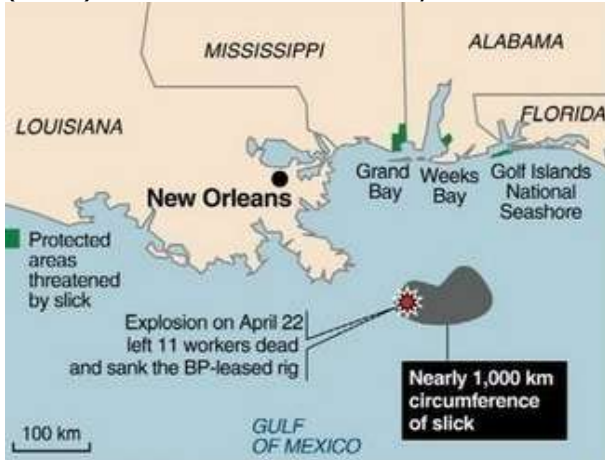 MISSISSIPPI
ALABAMA
FLORIDA
LOUISIANA
New Orleans
Grand
Bay
Weeks
Bay
Golf Islands
National
Seashore
Protected
areas
threatened
by slick
Explosion on April 22
left 11 workers dead
and sank the BP-leased rig
Nearly 1,000 km
circumference
of slick
100 km
GULF
OF MEXICO